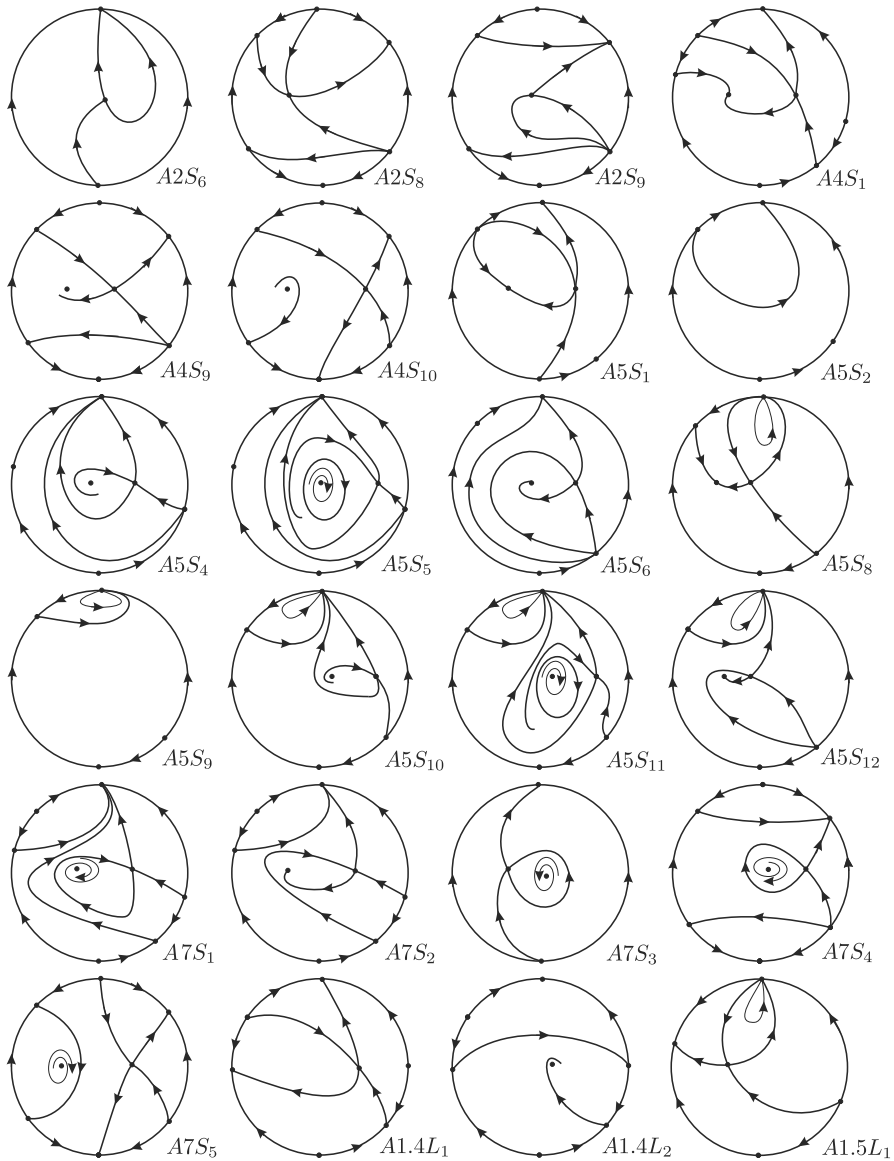 A2S₆ A2S₈ A2S₉ A4S₁
A4S₉ A4S₁₀ A5S₁ A5S₂
A5S₄ A5S₅ A5S₆ A5S₈
A5S₉ A5S₁₀ A5S₁₁ A5S₁₂
A7S₁ A7S₂ A7S₃ A7S₄
A7S₅ A1.4L₁ A1.4L₂ A1.5L₁